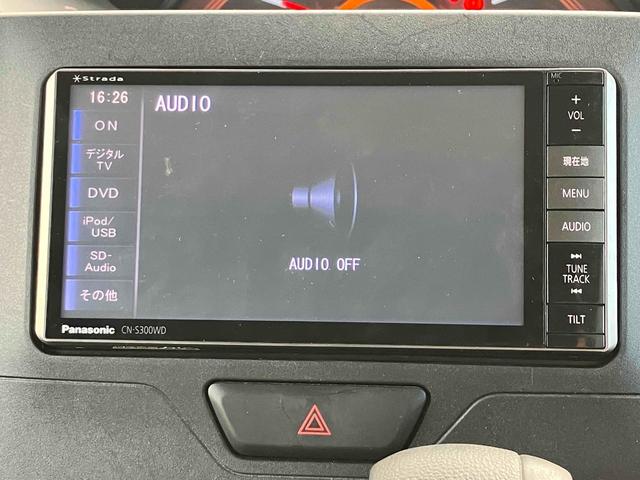 Strada
16:26
AUDIO
ON
デジタル
TV
DVD
iPod/
USB
SD-
Audio
その他
AUDIO OFF
Panasonic CN-S300WD
MIC
+
VOL
−
現在地
MENU
AUDIO
TUNE
TRACK
TILT